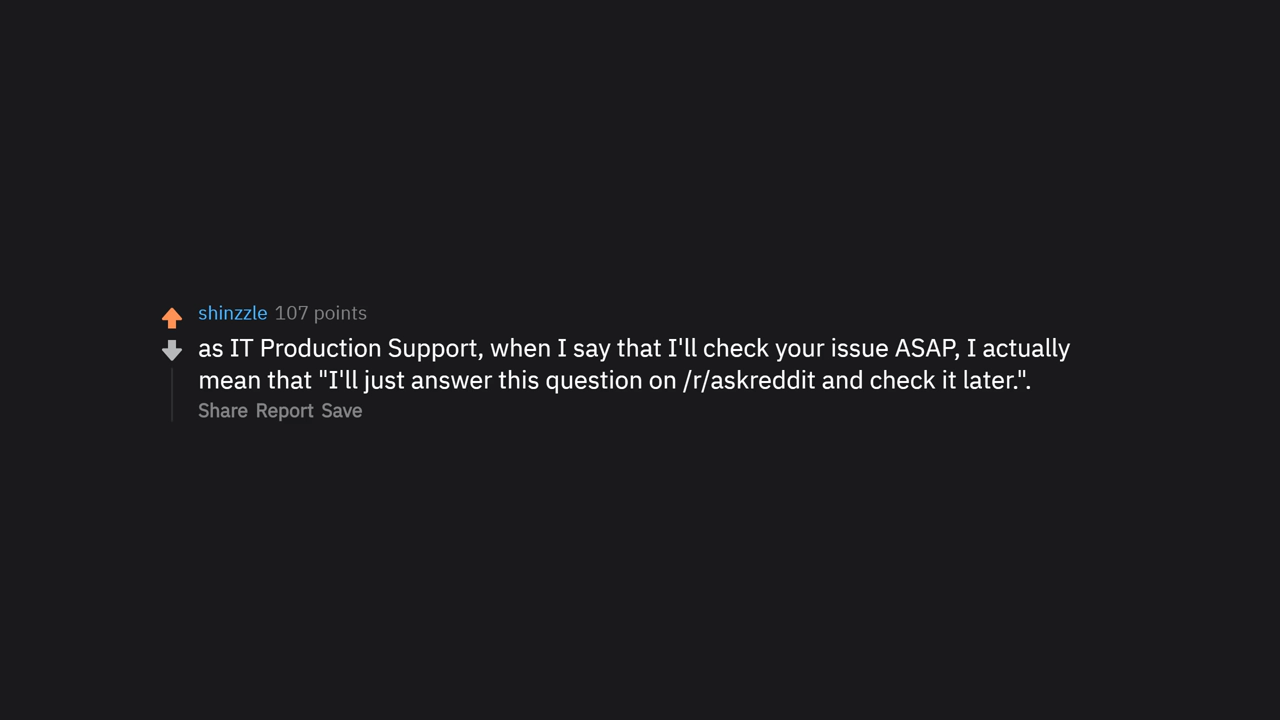 shinzzle 107 points
as IT Production Support, when I say that I'll check your issue ASAP, I actually
mean that "I'll just answer this question on /r/askreddit and check it later.".
Share Report Save